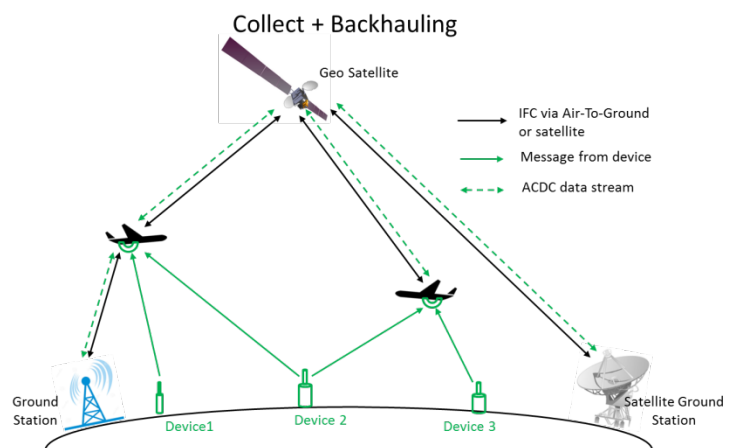 Collect + Backhauling
Geo Satellite
IFC via Air-To-Ground
or satellite
Message from device
ACDC data stream
Ground
Station
Device1
Device 2
Device 3
Satellite Ground
Station